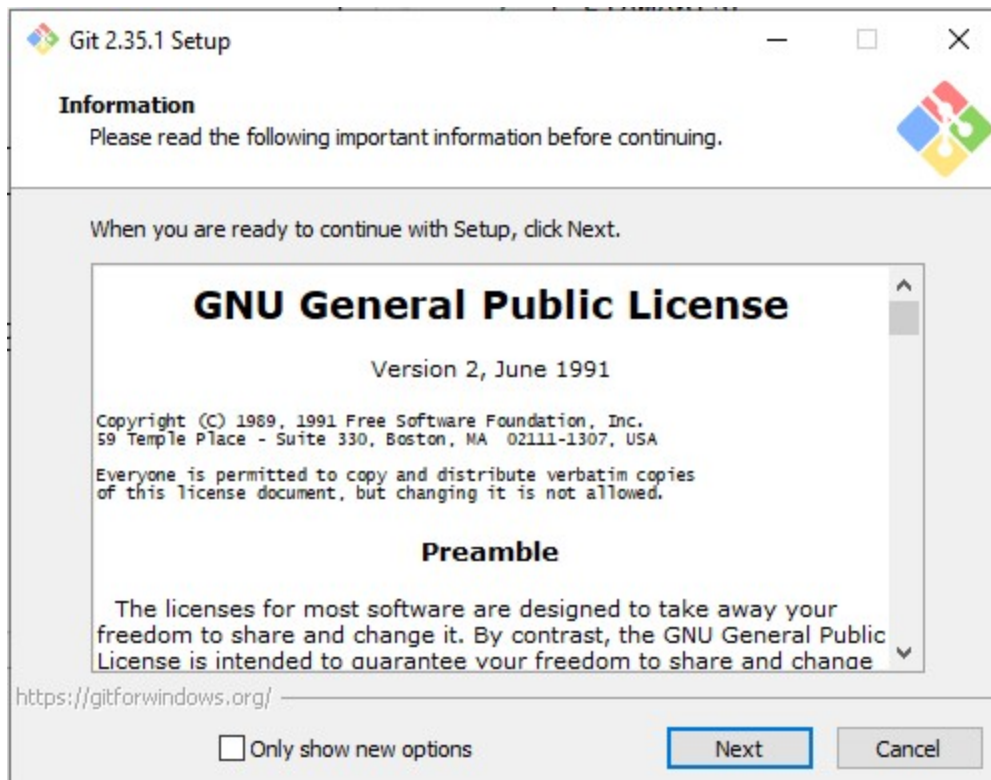 Git 2.35.1 Setup
Information
Please read the following important information before continuing.
When you are ready to continue with Setup, click Next.
GNU General Public License
Version 2, June 1991
Copyright (C) 1989, 1991 Free Software Foundation, Inc.
59 Temple Place - Suite 330, Boston, MA  02111-1307, USA
Everyone is permitted to copy and distribute verbatim copies
of this license document, but changing it is not allowed.
Preamble
The licenses for most software are designed to take away your
freedom to share and change it. By contrast, the GNU General Public
License is intended to guarantee your freedom to share and change
https://gitforwindows.org/
Only show new options
Next
Cancel